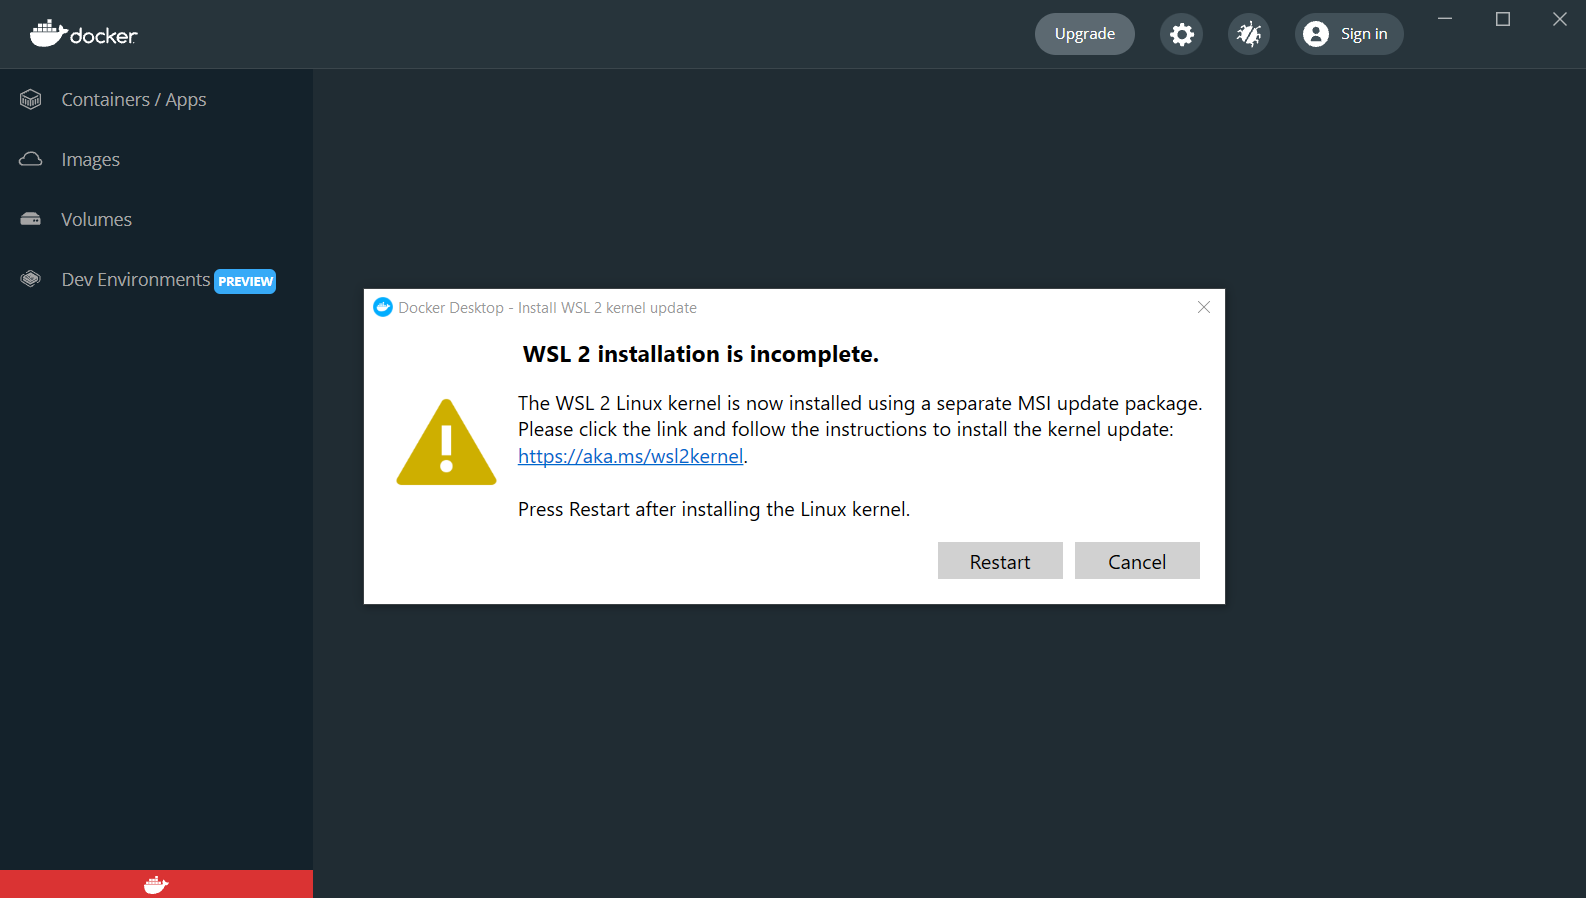 docker
Upgrade
Sign in
Containers / Apps
Images
Volumes
Dev Environments PREVIEW
Docker Desktop - Install WSL 2 kernel update
WSL 2 installation is incomplete.
The WSL 2 Linux kernel is now installed using a separate MSI update package.
Please click the link and follow the instructions to install the kernel update:
https://aka.ms/wsl2kernel.
Press Restart after installing the Linux kernel.
Restart
Cancel